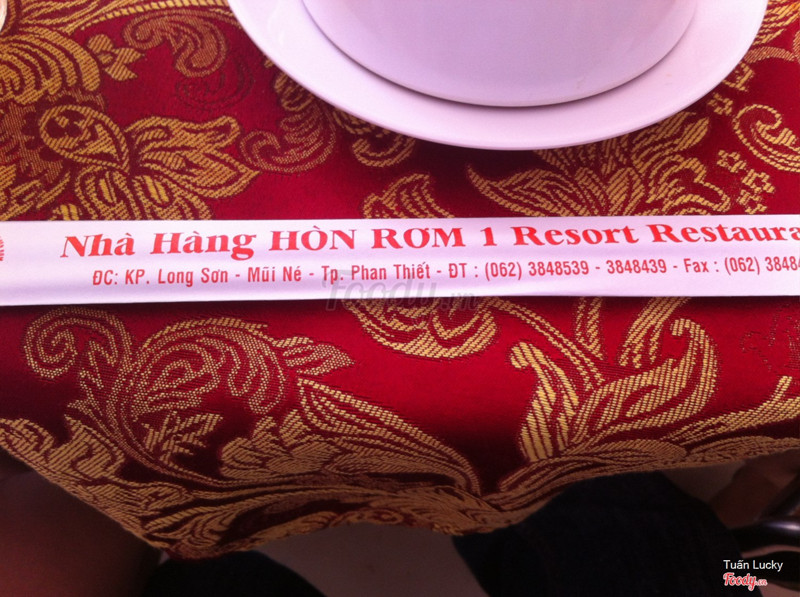 Nhà Hàng HÒN RƠM 1 Resort Restaura
ĐC: KP. Long Sơn - Mũi Né - Tp. Phan Thiết - ĐT : (062) 3848539 - 3848439 - Fax : (062) 3848
Foody.vn
Tuấn Lucky
Foody.vn